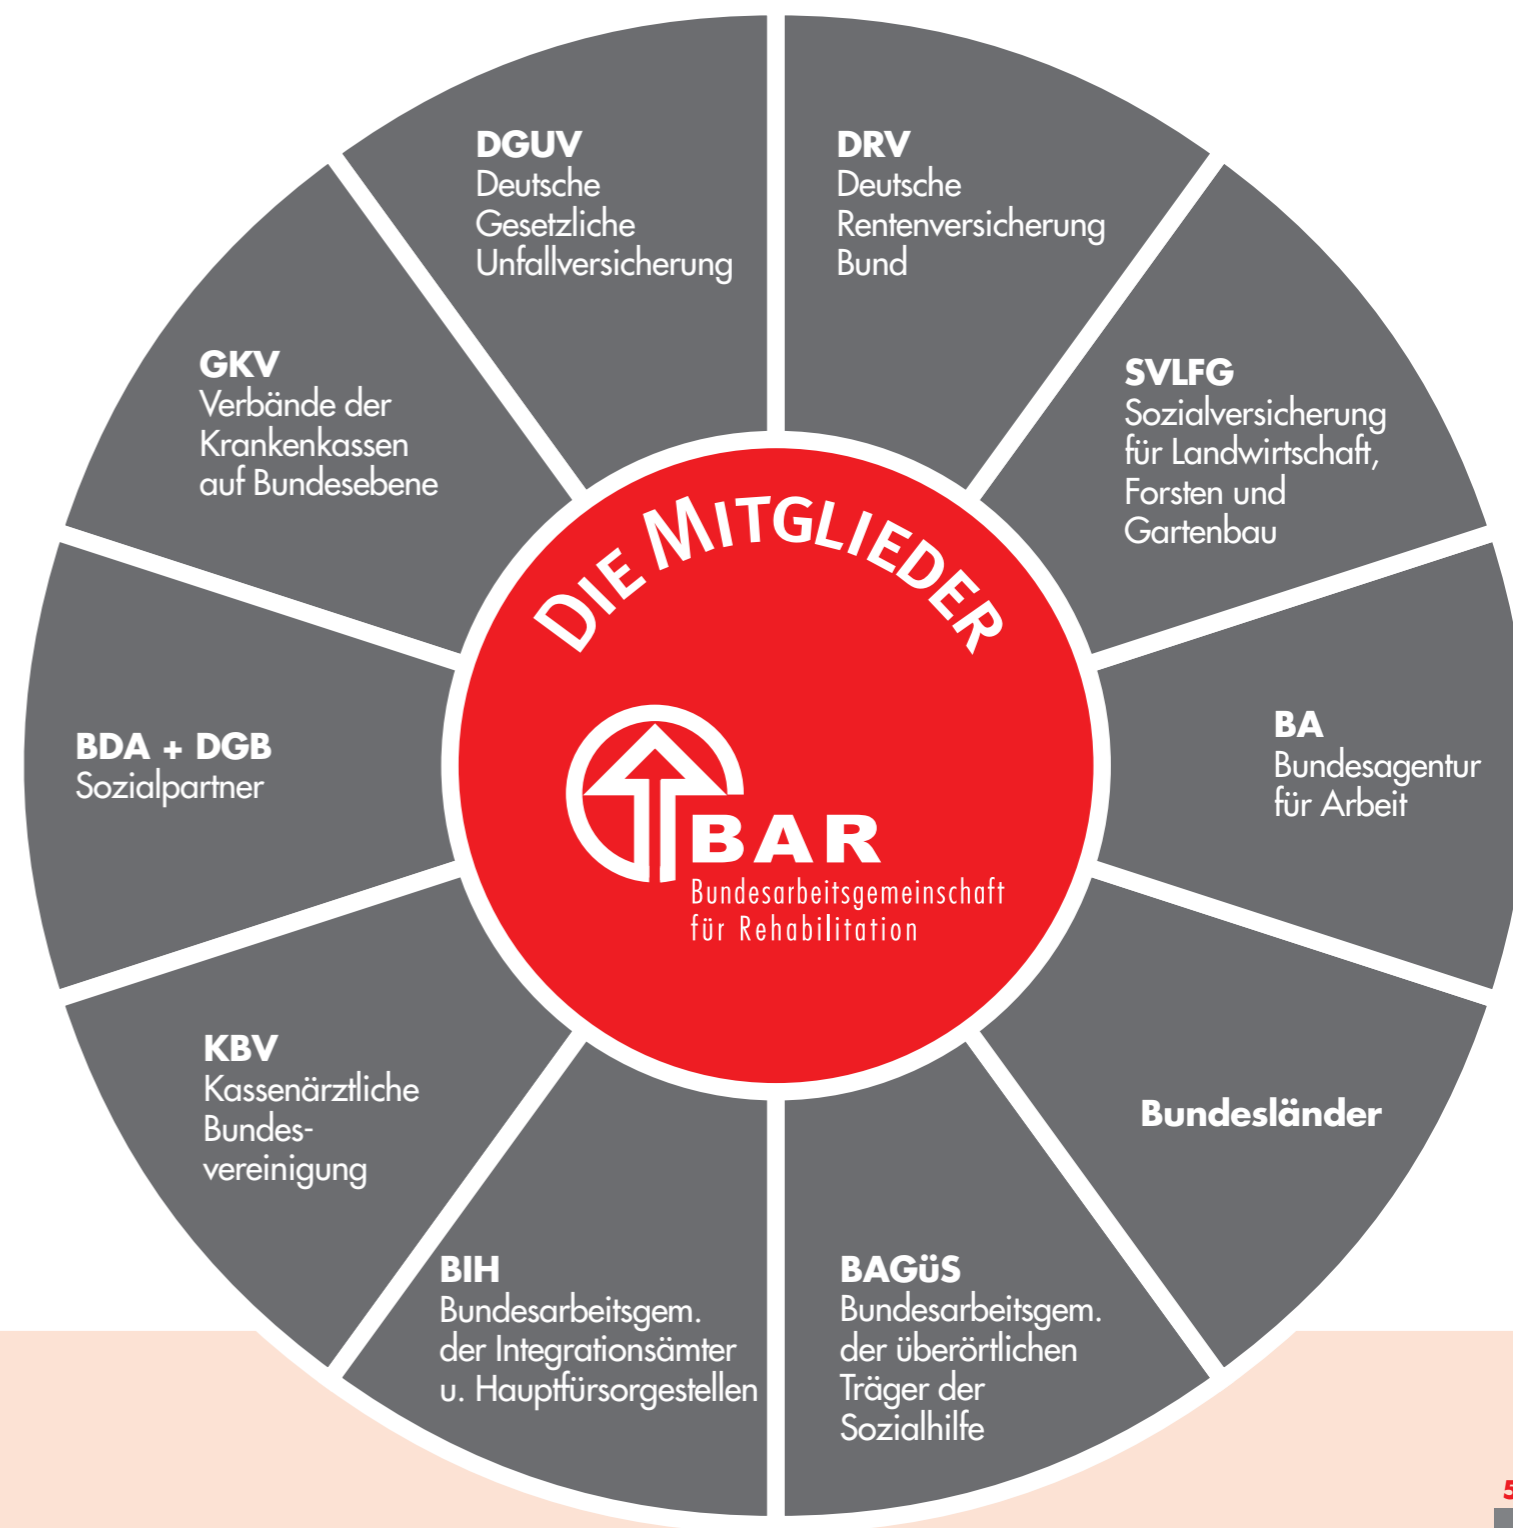 DIE MITGLIEDER
BAR
Bundesarbeitsgemeinschaft
für Rehabilitation
DGUV
Deutsche
Gesetzliche
Unfallversicherung
DRV
Deutsche
Rentenversicherung
Bund
SVLFG
Sozialversicherung
für Landwirtschaft,
Forsten und
Gartenbau
BA
Bundesagentur
für Arbeit
Bundesländer
BAGüS
Bundesarbeitsgem.
der überörtlichen
Träger der
Sozialhilfe
BIH
Bundesarbeitsgem.
der Integrationsämter
u. Hauptfürsorgestellen
KBV
Kassenärztliche
Bundes-
vereinigung
BDA + DGB
Sozialpartner
GKV
Verbände der
Krankenkassen
auf Bundesebene
5